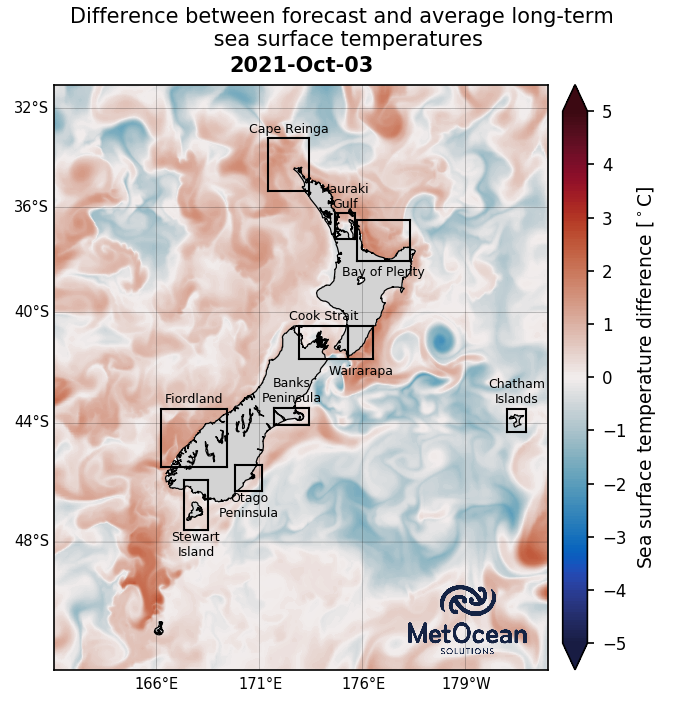 Difference between forecast and average long-term
sea surface temperatures
2021-Oct-03
32°S
36°S
40°S
44°S
48°S
Cape Reinga
Hauraki
Gulf
Bay of Plenty
Cook Strait
Wairarapa
Banks
Peninsula
Fiordland
Chatham
Islands
Otago
Peninsula
Stewart
Island
MetOcean
SOLUTIONS
166°E
171°E
176°E
179°W
5
4
3
2
1
0
−1
−2
−3
−4
−5
Sea surface temperature difference [°C]